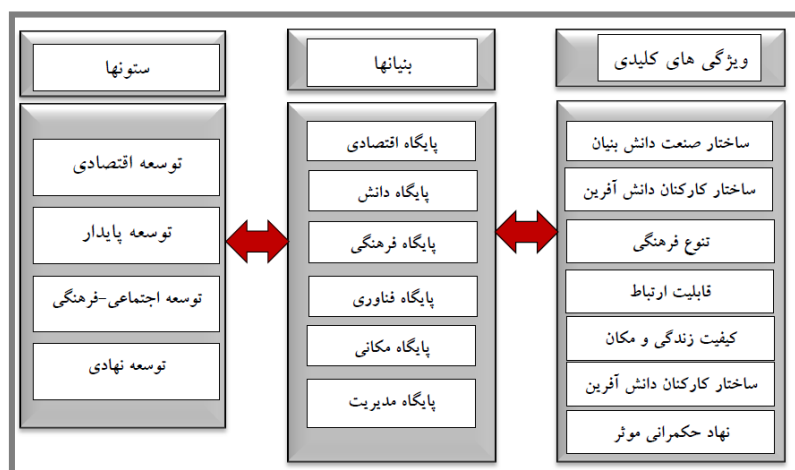 ویژگی های کلیدی
ساختار صنعت دانش بنیان
ساختار کارکنان دانش آفرین
تنوع فرهنگی
قابلیت ارتباط
کیفیت زندگی و مکان
ساختار کارکنان دانش آفرین
نهاد حکمرانی موثر
بنیانها
پایگاه اقتصادی
پایگاه دانش
پایگاه فرهنگی
پایگاه فناوری
پایگاه مکانی
پایگاه مدیریت
ستونها
توسعه اقتصادی
توسعه پایدار
توسعه اجتماعی-فرهنگی
توسعه نهادی